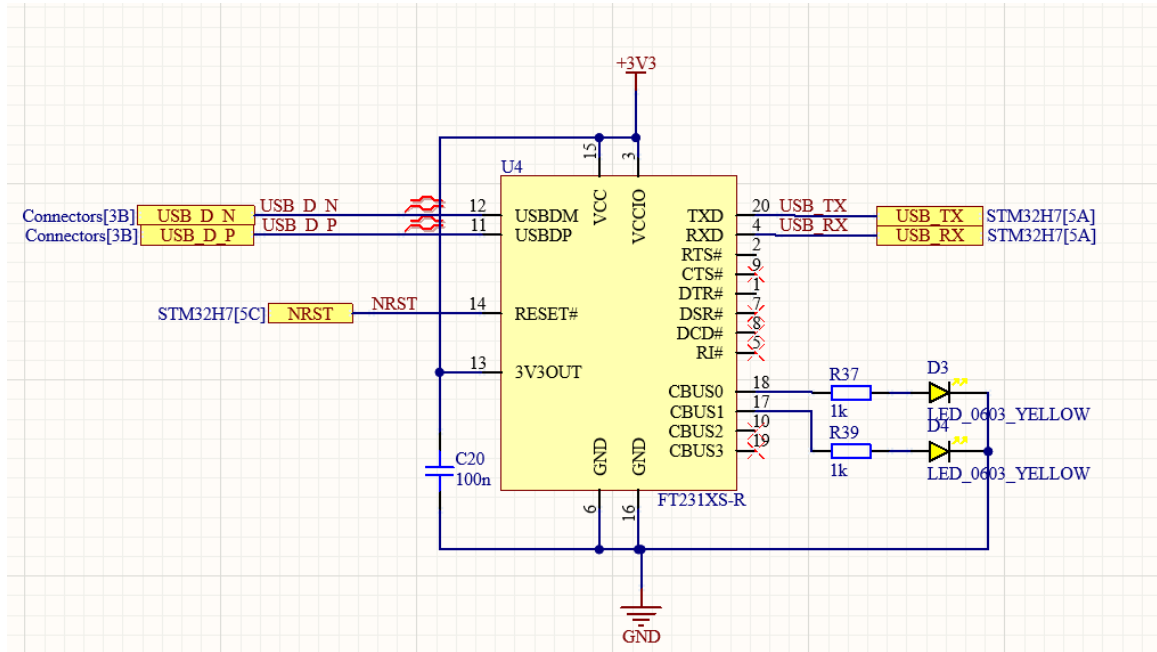 +3V3
U4
15
3
VCC
VCCIO
Connectors[3B] USB_D_N USB_D_N 12 USBDM
Connectors[3B] USB_D_P USB_D_P 11 USBDP
STM32H7[5C] NRST NRST 14 RESET#
13 3V3OUT
TXD 20 USB_TX USB_TX STM32H7[5A]
RXD 4 USB_RX USB_RX STM32H7[5A]
RTS# 2
CTS# 9
DTR# 1
DSR# 7
DCD# 8
RI# 5
CBUS0 18
CBUS1 17
CBUS2 10
CBUS3 19
R37
1k
D3
LED_0603_YELLOW
R39
1k
D4
LED_0603_YELLOW
C20
100n
GND
GND
6
16
FT231XS-R
GND